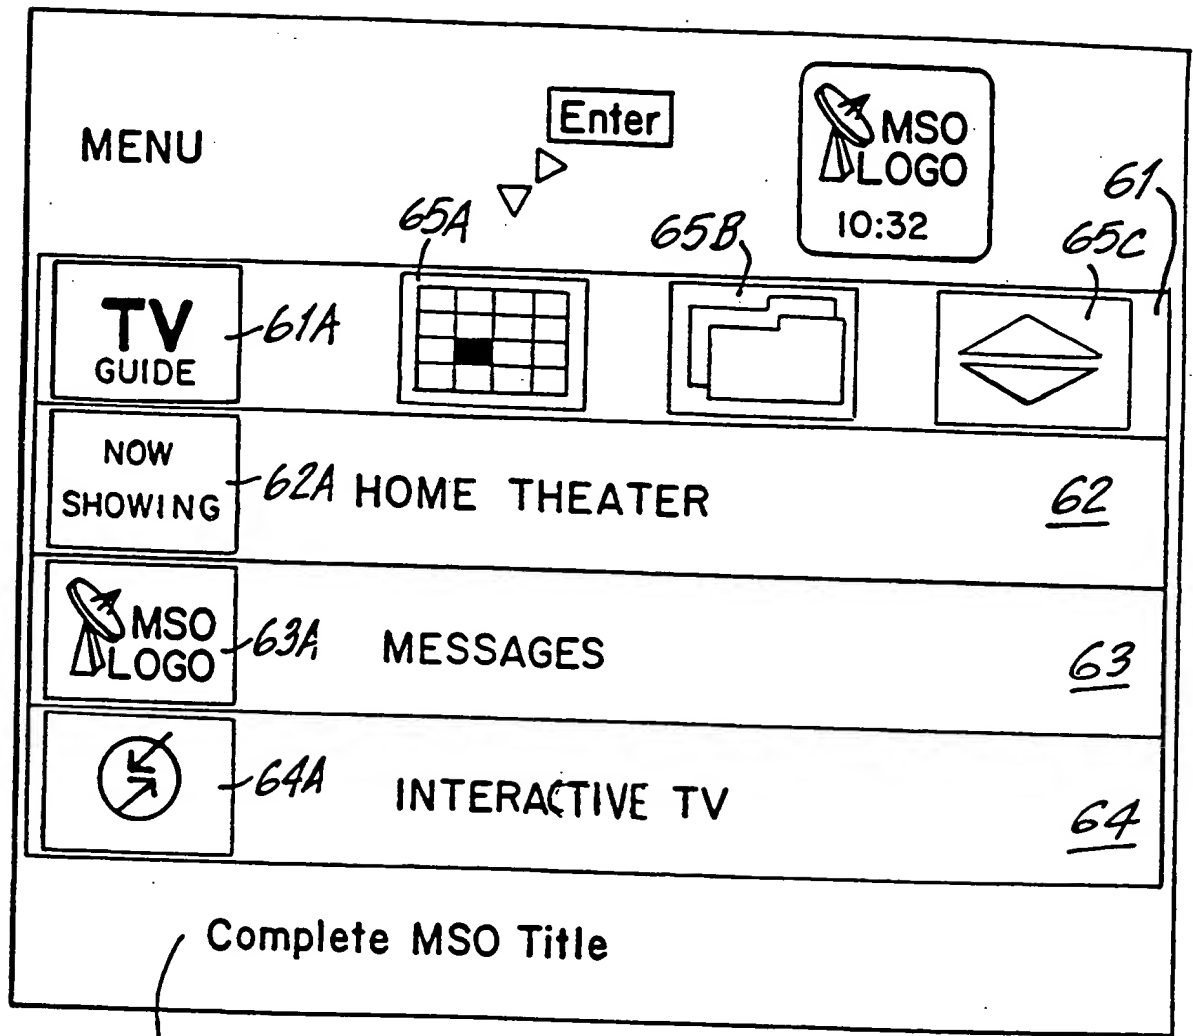 Enter
MENU
MSO
LOGO
10:32
61
65A
65B
65C
TV
GUIDE
61A
NOW
SHOWING
62A
HOME THEATER
62
MSO
LOGO
63A
MESSAGES
63
64A
INTERACTIVE TV
64
Complete MSO Title